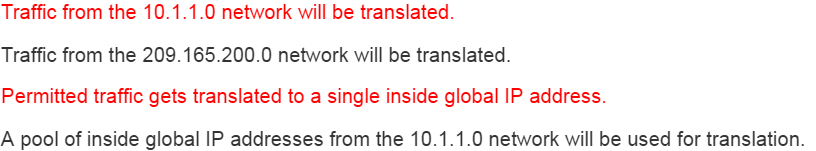 Traffic from the 10.1.1.0 network will be translated.
Traffic from the 209.165.200.0 network will be translated.
Permitted traffic gets translated to a single inside global IP address.
A pool of inside global IP addresses from the 10.1.1.0 network will be used for translation.